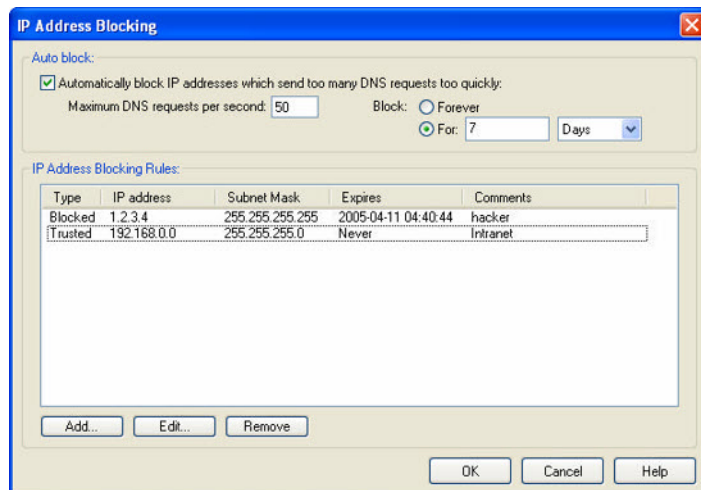 IP Address Blocking
Auto block:
Automatically block IP addresses which send too many DNS requests too quickly:
Maximum DNS requests per second: 50 Block: Forever
For: 7 Days
IP Address Blocking Rules:
Type IP address Subnet Mask Expires Comments
Blocked 1.2.3.4 255.255.255.255 2005-04-11 04:40:44 hacker
Trusted 192.168.0.0 255.255.255.0 Never Intranet
Add... Edit... Remove
OK Cancel Help